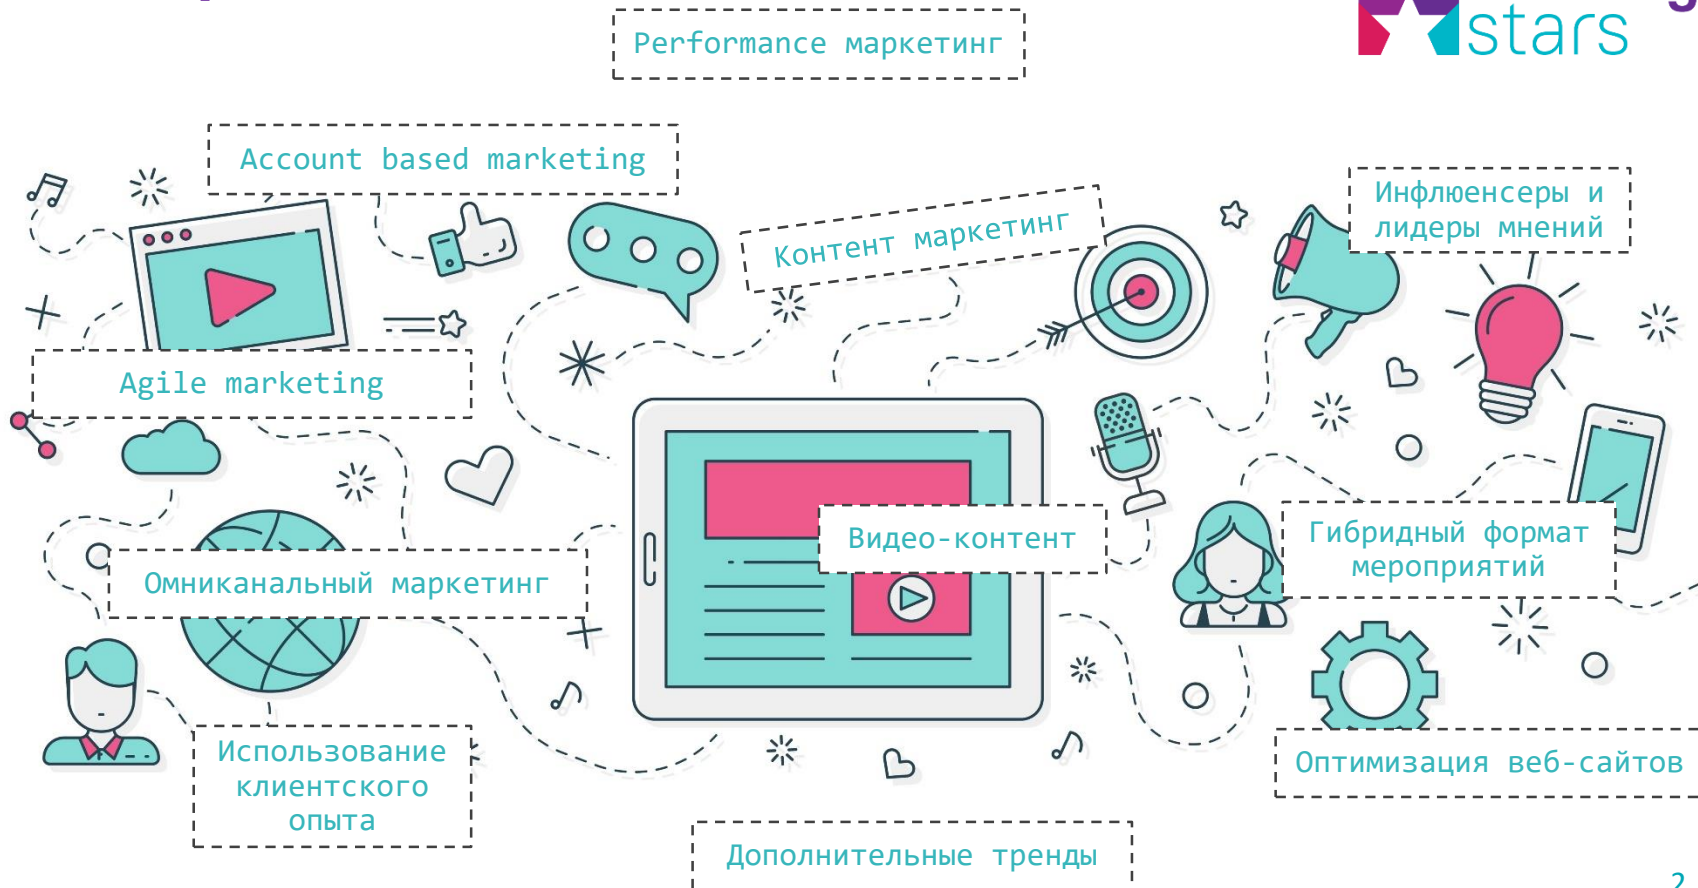 stars
Performance маркетинг
Account based marketing
Контент маркетинг
Инфлюенсеры и
лидеры мнений
Agile marketing
Видео-контент
Гибридный формат
мероприятий
Омниканальный маркетинг
Использование
клиентского
опыта
Оптимизация веб-сайтов
Дополнительные тренды
2